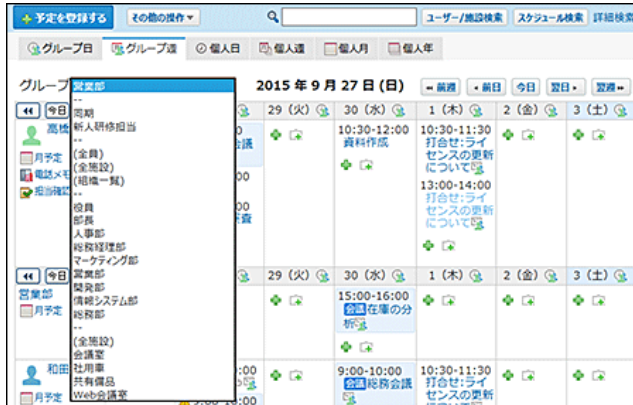 予定を登録する その他の操作 ユーザー/施設検索 スケジュール検索 詳細検索
グループ日 グループ週 個人日 個人週 個人月 個人年
グループ 営業部 2015 年 9 月 27 日 (日) 前週 前日 今日 翌日 翌週
--
同期
新人研修担当
--
(全員)
(全施設)
(組織一覧)
--
役員
部長
人事部
総務経理部
マーケティング部
営業部
開発部
情報システム部
総務部
--
(全施設)
会議室
社用車
共有備品
Web会議室
今日 29 (火) 30 (水) 1 (木) 2 (金) 3 (土)
高橋
月予定
電話メモ
担当確認
10:30-12:00
資料作成
10:30-11:30
打合せ:ライ
センスの更新
について
13:00-14:00
打合せ:ライ
センスの更新
について
今日 29 (火) 30 (水) 1 (木) 2 (金) 3 (土)
営業部
月予定
15:00-16:00
会議在庫の分
析
和田
月予定
9:00-10:00
会議総務会議
10:30-11:30
打合せ:ライ
センスの更新